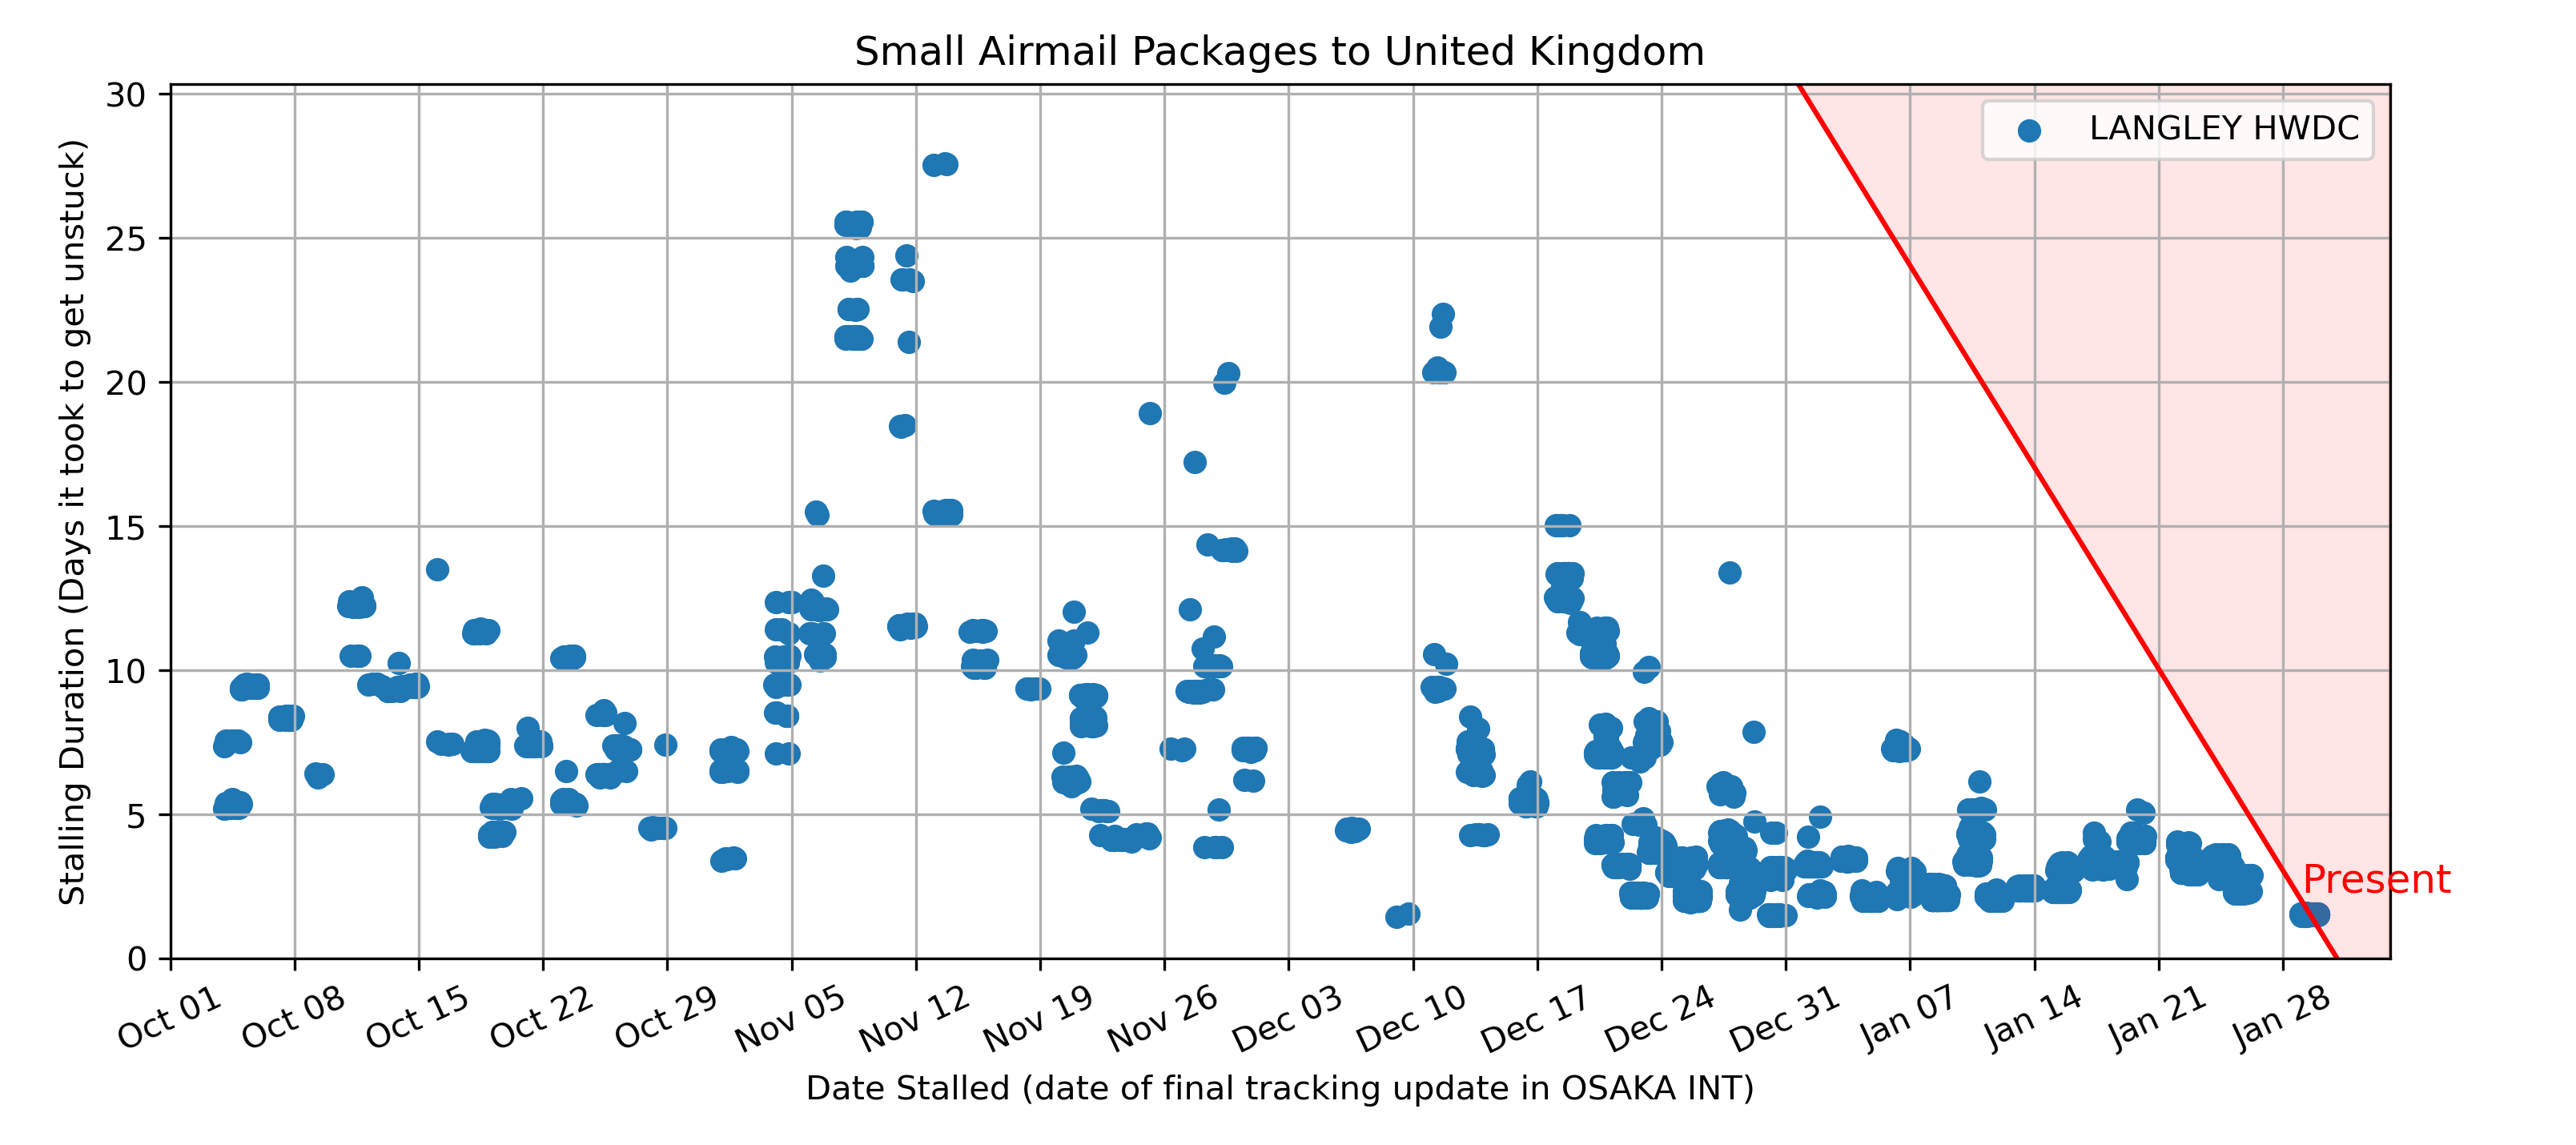 Small Airmail Packages to United Kingdom
LANGLEY HWDC
Present
Stalling Duration (Days it took to get unstuck)
30
25
20
15
10
5
0
Oct 01
Oct 08
Oct 15
Oct 22
Oct 29
Nov 05
Nov 12
Nov 19
Nov 26
Dec 03
Dec 10
Dec 17
Dec 24
Dec 31
Jan 07
Jan 14
Jan 21
Jan 28
Date Stalled (date of final tracking update in OSAKA INT)